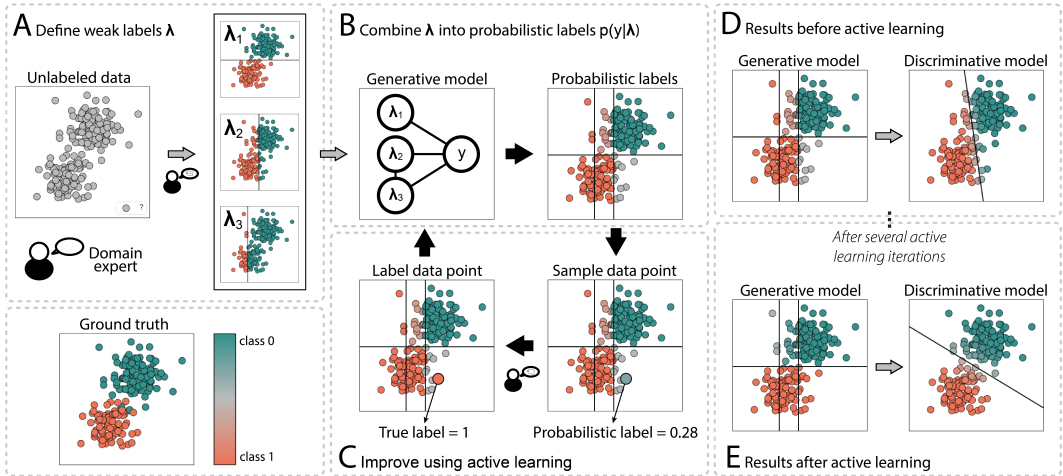 A Define weak labels λ
Unlabeled data
?
Domain
expert
λ1
λ2
λ3
Ground truth
class 0
class 1
B Combine λ into probabilistic labels p(y|λ)
Generative model
Probabilistic labels
λ1
λ2
λ3
y
Label data point
Sample data point
True label = 1
Probabilistic label = 0.28
C Improve using active learning
D Results before active learning
Generative model
Discriminative model
After several active
learning iterations
Generative model
Discriminative model
E Results after active learning